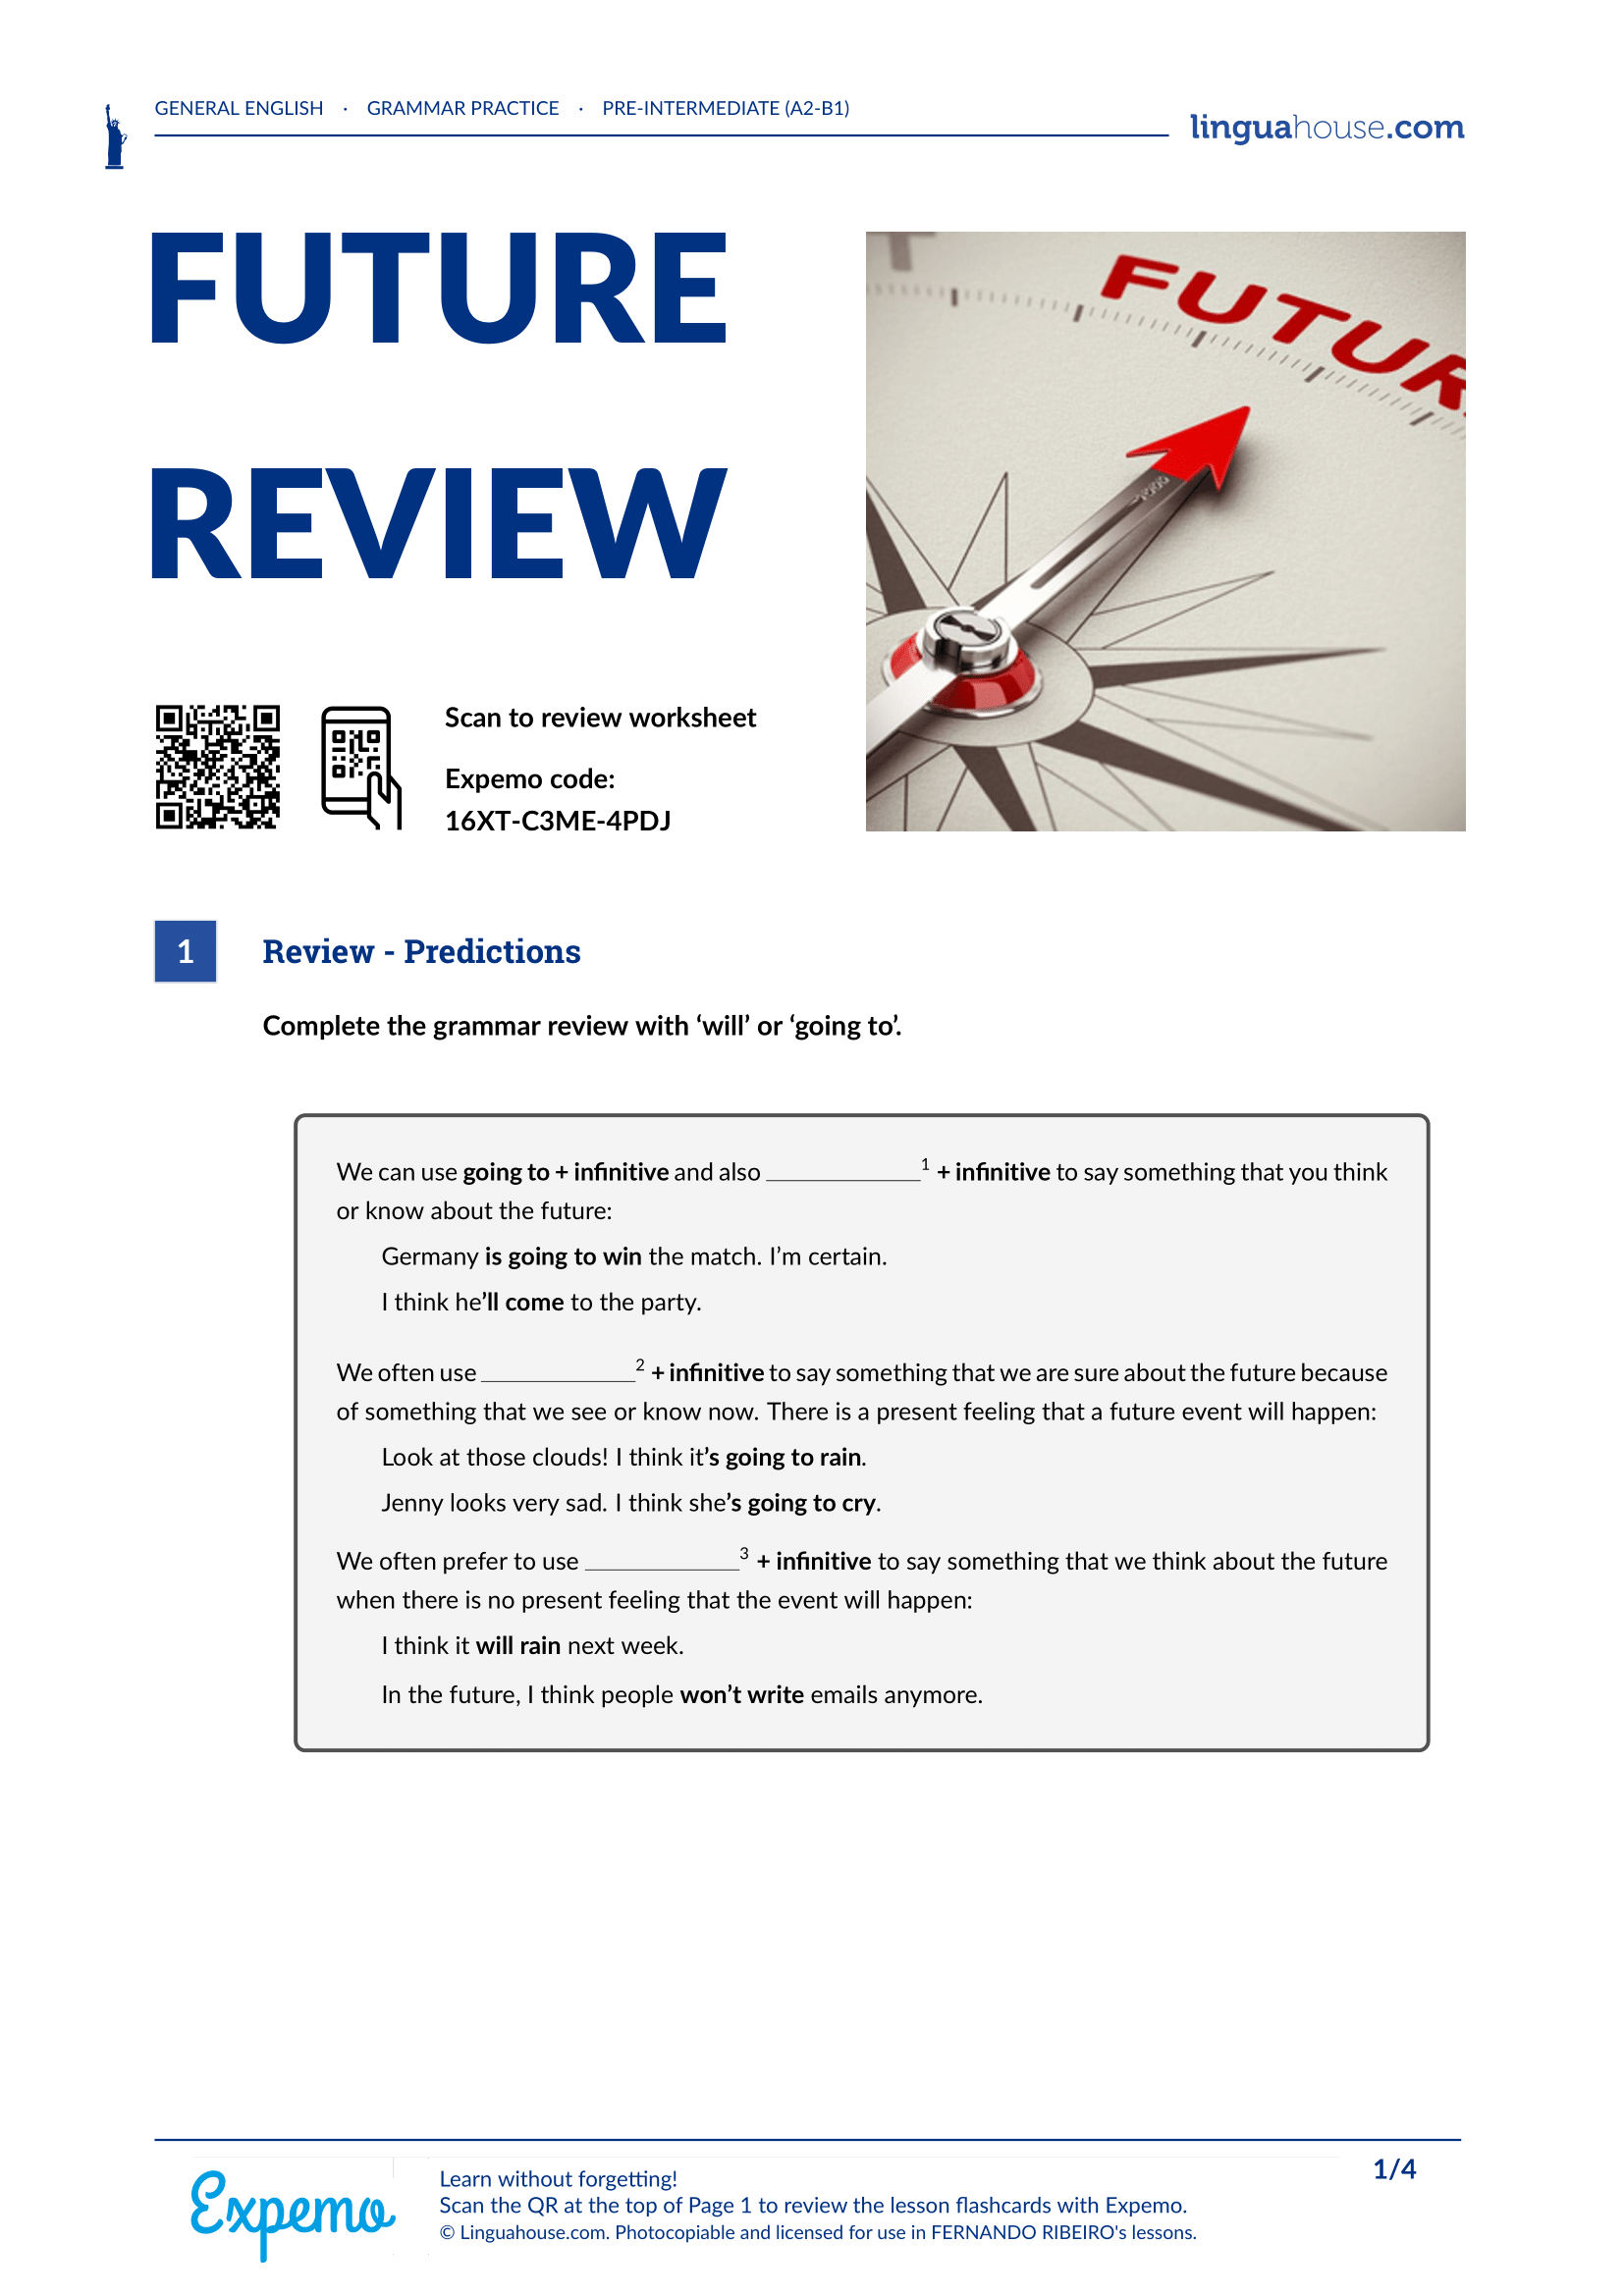 GENERAL ENGLISH · GRAMMAR PRACTICE · PRE-INTERMEDIATE (A2-B1)
linguahouse.com
FUTURE
REVIEW
FUTUR
Scan to review worksheet
Expemo code:
16XT-C3ME-4PDJ
1 Review - Predictions
Complete the grammar review with ‘will’ or ‘going to’.
We can use going to + infinitive and also ____________1 + infinitive to say something that you think
or know about the future:
Germany is going to win the match. I’m certain.
I think he’ll come to the party.
We often use ____________2 + infinitive to say something that we are sure about the future because
of something that we see or know now. There is a present feeling that a future event will happen:
Look at those clouds! I think it’s going to rain.
Jenny looks very sad. I think she’s going to cry.
We often prefer to use ____________3 + infinitive to say something that we think about the future
when there is no present feeling that the event will happen:
I think it will rain next week.
In the future, I think people won’t write emails anymore.
1/4
Expemo
Learn without forgetting!
Scan the QR at the top of Page 1 to review the lesson flashcards with Expemo.
© Linguahouse.com. Photocopiable and licensed for use in FERNANDO RIBEIRO's lessons.